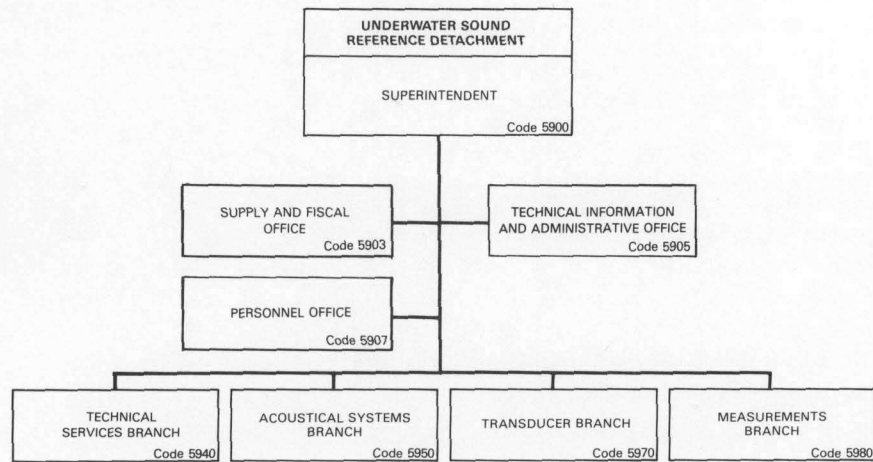 UNDERWATER SOUND
REFERENCE DETACHMENT
SUPERINTENDENT
Code 5900
SUPPLY AND FISCAL
OFFICE
Code 5903
TECHNICAL INFORMATION
AND ADMINISTRATIVE OFFICE
Code 5905
PERSONNEL OFFICE
Code 5907
TECHNICAL
SERVICES BRANCH
Code 5940
ACOUSTICAL SYSTEMS
BRANCH
Code 5950
TRANSDUCER BRANCH
Code 5970
MEASUREMENTS
BRANCH
Code 5980